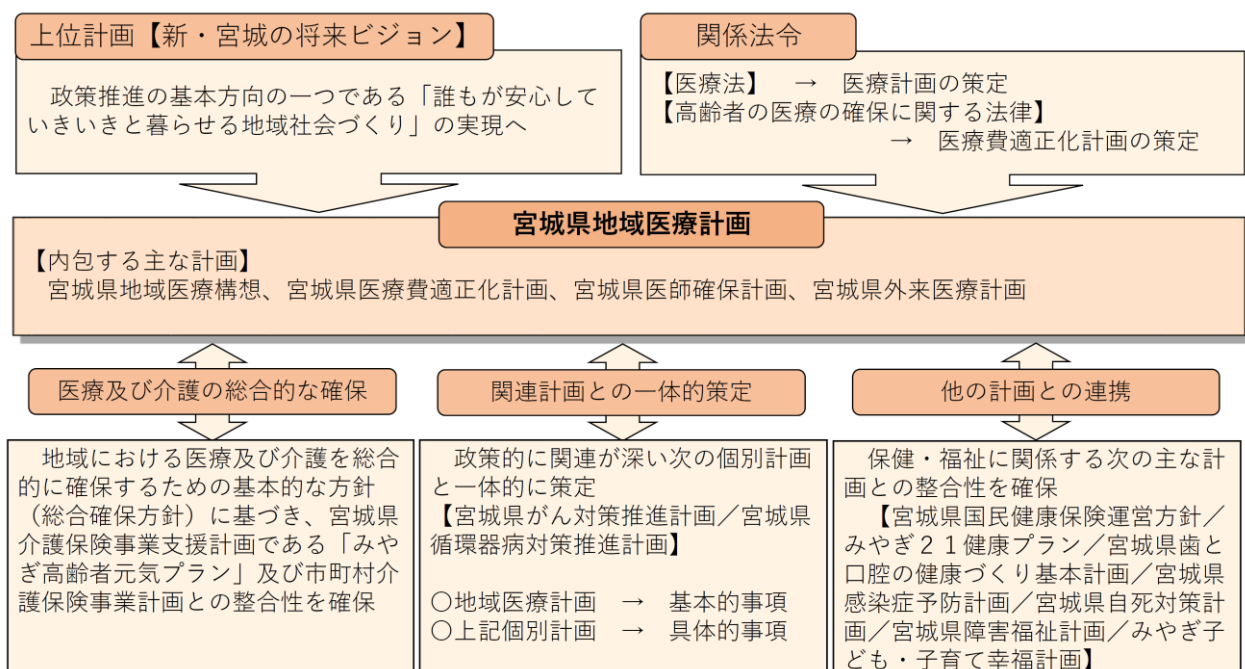 上位計画【新・宮城の将来ビジョン】
政策推進の基本方向の一つである「誰もが安心して
いきいきと暮らせる地域社会づくり」の実現へ
関係法令
【医療法】 → 医療計画の策定
【高齢者の医療の確保に関する法律】
→ 医療費適正化計画の策定
宮城県地域医療計画
【内包する主な計画】
宮城県地域医療構想、宮城県医療費適正化計画、宮城県医師確保計画、宮城県外来医療計画
医療及び介護の総合的な確保
地域における医療及び介護を総合
的に確保するための基本的な方針
（総合確保方針）に基づき、宮城県
介護保険事業支援計画である「みや
ぎ高齢者元気プラン」及び市町村介
護保険事業計画との整合性を確保
関連計画との一体的策定
政策的に関連が深い次の個別計画
と一体的に策定
【宮城県がん対策推進計画／宮城県
循環器病対策推進計画】
○地域医療計画 → 基本的事項
○上記個別計画 → 具体的事項
他の計画との連携
保健・福祉に関係する次の主な計
画との整合性を確保
【宮城県国民健康保険運営方針／
みやぎ２１健康プラン／宮城県歯と
口腔の健康づくり基本計画／宮城県
感染症予防計画／宮城県自死対策計
画／宮城県障害福祉計画／みやぎ子
ども・子育て幸福計画】